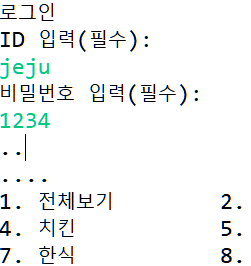 로그인
ID 입력(필수):
jeju
비밀번호 입력(필수):
1234
..
....
1. 전체보기 2.
4. 치킨 5.
7. 한식 8.